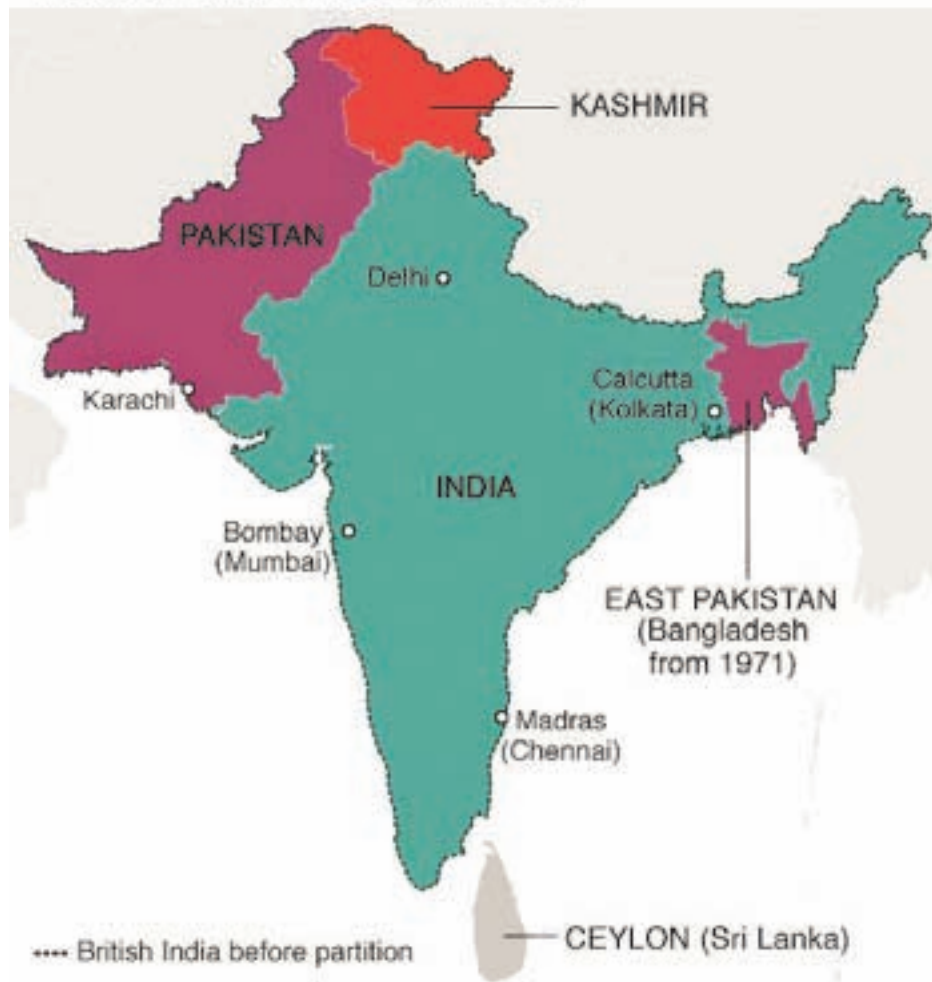 KASHMIR
PAKISTAN
Delhi
Karachi
Calcutta
(Kolkata)
INDIA
Bombay
(Mumbai)
EAST PAKISTAN
(Bangladesh
from 1971)
Madras
(Chennai)
British India before partition
CEYLON (Sri Lanka)